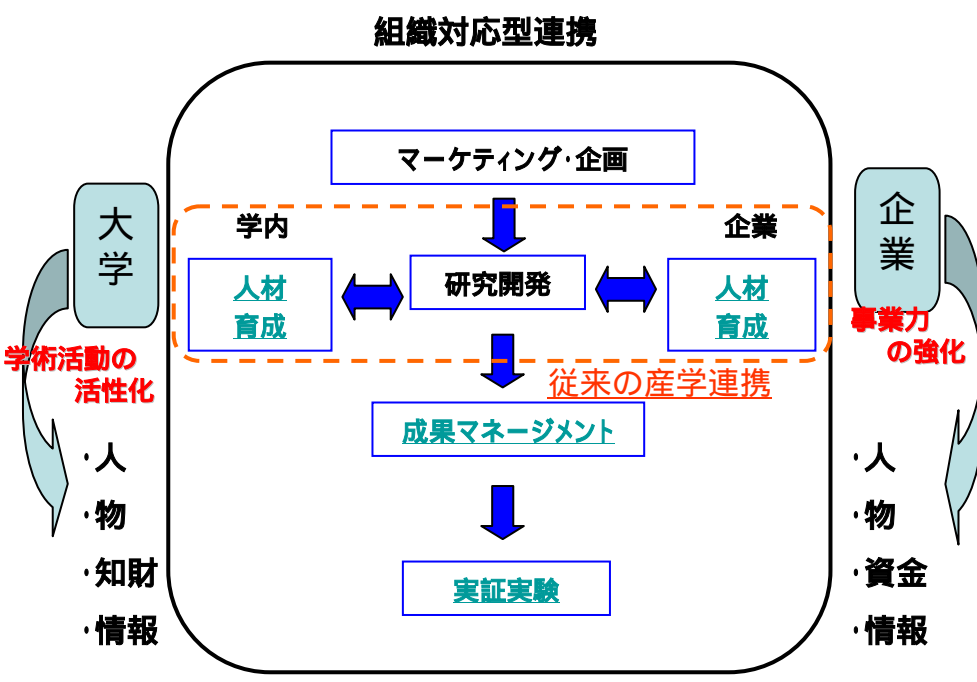 組織対応型連携
マーケティング・企画
大学
企業
学内
企業
人材
育成
研究開発
人材
育成
学術活動の
活性化
事業力
の強化
従来の産学連携
成果マネージメント
実証実験
・人
・物
・知財
・情報
・人
・物
・資金
・情報